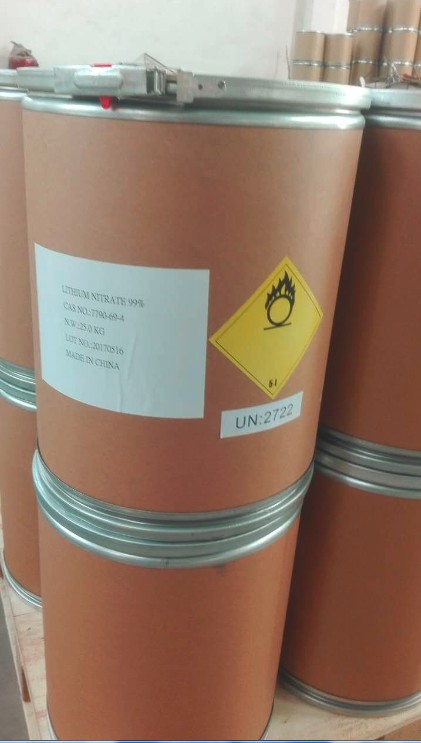 LITHIUM NITRATE 99%
CAS NO.:7790-69-4
N.W.:25.0 KG
LOT NO.:20170516
MADE IN CHINA
5.1
UN:2722